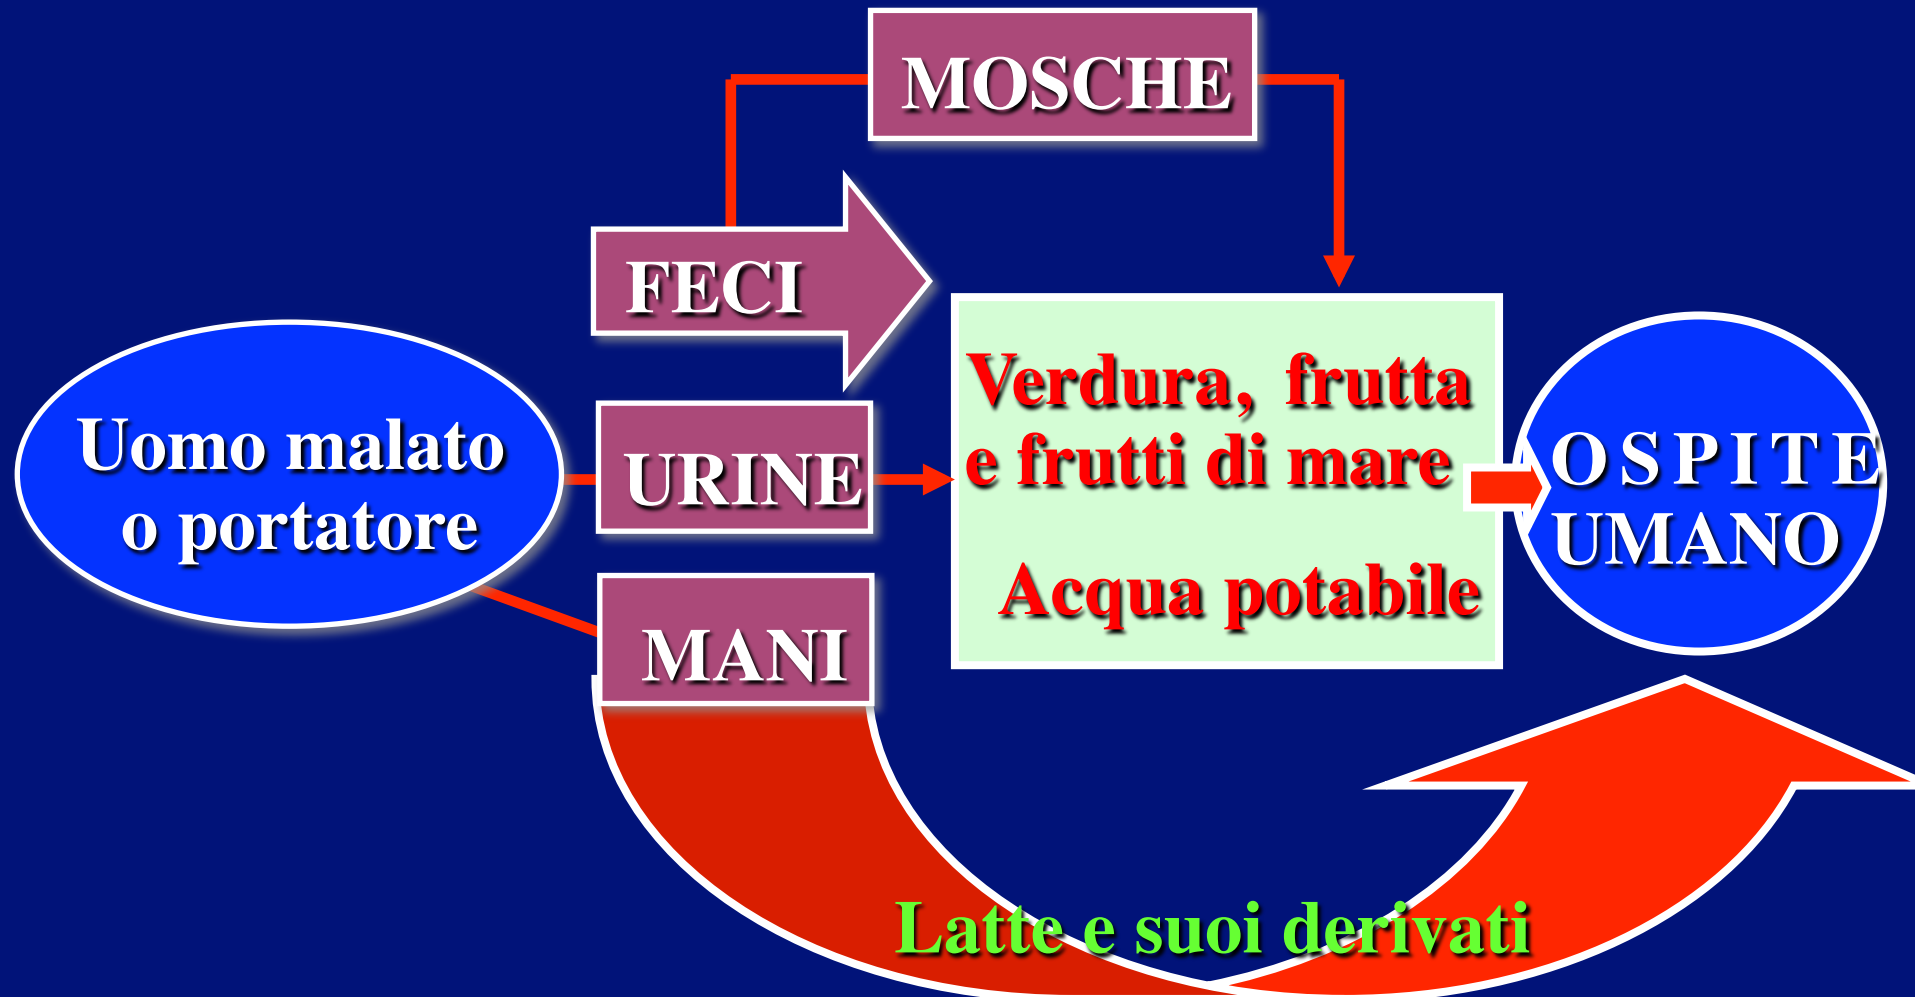 MOSCHE
FECI
Uomo malato
o portatore
URINE
MANI
Verdura, frutta
e frutti di mare
Acqua potabile
OSPITE
UMANO
Latte e suoi derivati